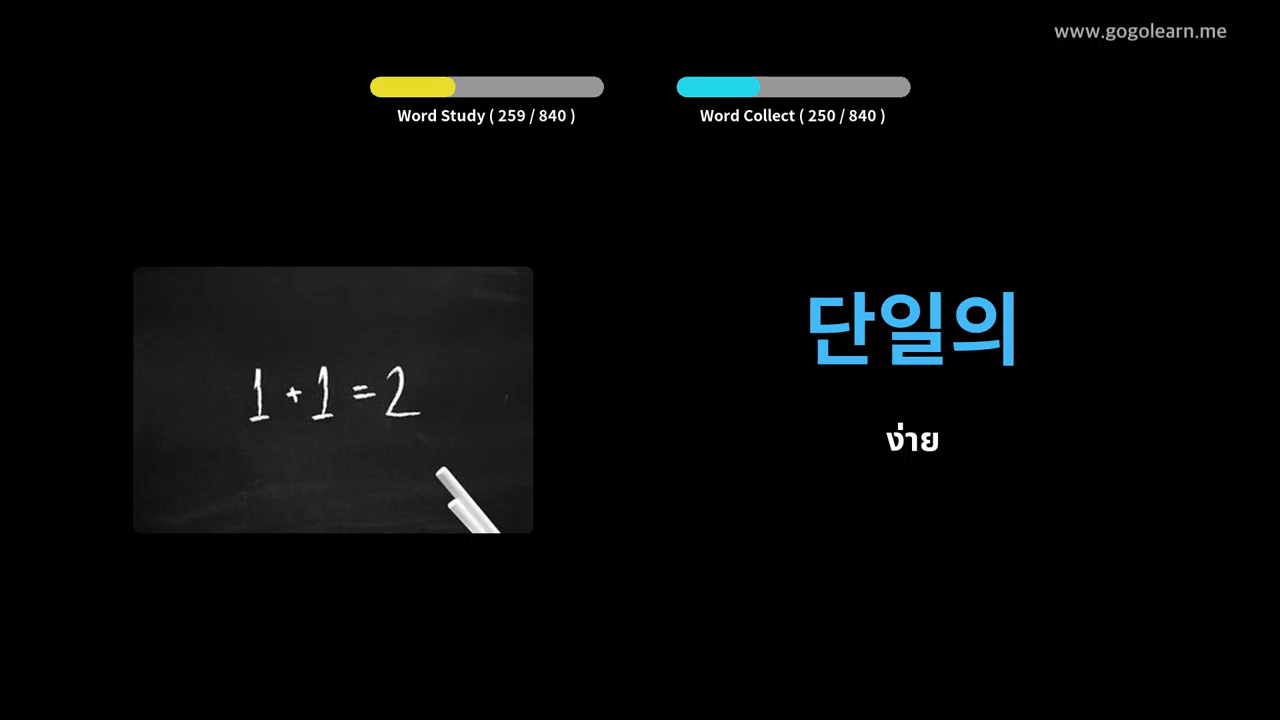 www.gogolearn.me
Word Study ( 259 / 840 )
Word Collect ( 250 / 840 )
1 + 1 = 2
단일의
ง่าย